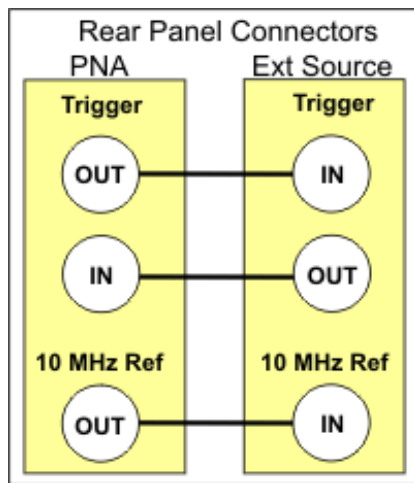 Rear Panel Connectors
PNA Ext Source
Trigger Trigger
OUT IN
IN OUT
10 MHz Ref 10 MHz Ref
OUT IN